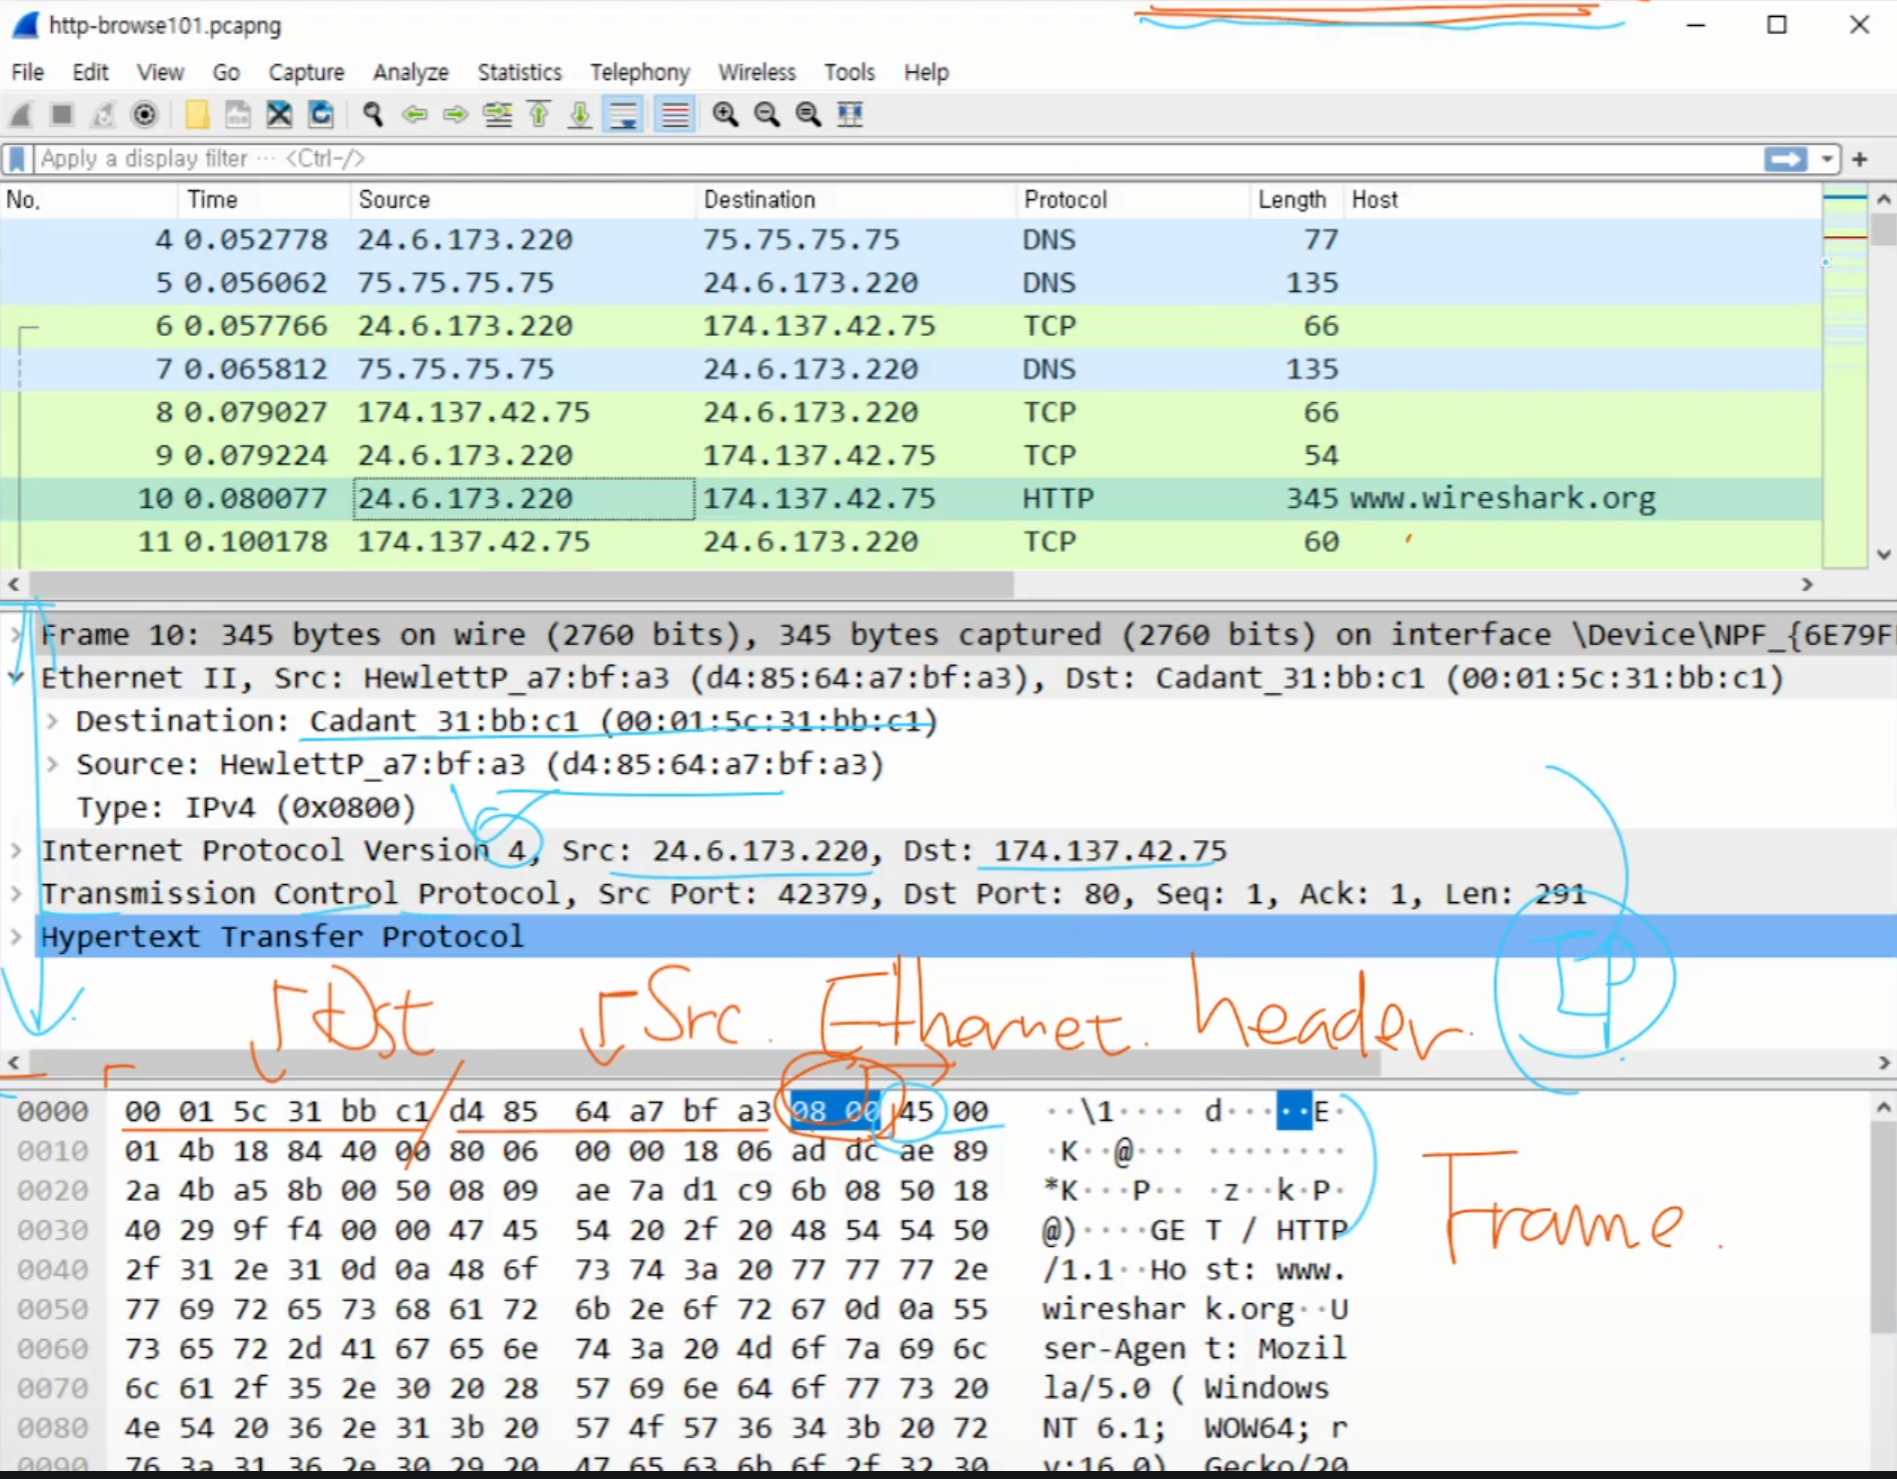 http-browse101.pcapng
File Edit View Go Capture Analyze Statistics Telephony Wireless Tools Help
Apply a display filter ··· <Ctrl-/>
No. Time Source Destination Protocol Length Host
4 0.052778 24.6.173.220 75.75.75.75 DNS 77
5 0.056062 75.75.75.75 24.6.173.220 DNS 135
6 0.057766 24.6.173.220 174.137.42.75 TCP 66
7 0.065812 75.75.75.75 24.6.173.220 DNS 135
8 0.079027 174.137.42.75 24.6.173.220 TCP 66
9 0.079224 24.6.173.220 174.137.42.75 TCP 54
10 0.080077 24.6.173.220 174.137.42.75 HTTP 345 www.wireshark.org
11 0.100178 174.137.42.75 24.6.173.220 TCP 60
Frame 10: 345 bytes on wire (2760 bits), 345 bytes captured (2760 bits) on interface \Device\NPF_{6E79F
Ethernet II, Src: HewlettP_a7:bf:a3 (d4:85:64:a7:bf:a3), Dst: Cadant_31:bb:c1 (00:01:5c:31:bb:c1)
Destination: Cadant_31:bb:c1 (00:01:5c:31:bb:c1)
Source: HewlettP_a7:bf:a3 (d4:85:64:a7:bf:a3)
Type: IPv4 (0x0800)
Internet Protocol Version 4, Src: 24.6.173.220, Dst: 174.137.42.75
Transmission Control Protocol, Src Port: 42379, Dst Port: 80, Seq: 1, Ack: 1, Len: 291
Hypertext Transfer Protocol
IP
Dst Src. Ethernet header.
0000 00 01 5c 31 bb c1 d4 85 64 a7 bf a3 08 00 45 00 ··\1···· d·····E·
0010 01 4b 18 84 40 00 80 06 00 00 18 06 ad dc ae 89 ·K··@··· ········
0020 2a 4b a5 8b 00 50 08 09 ae 7a d1 c9 6b 08 50 18 *K···P·· ·z··k·P·
0030 40 29 9f f4 00 00 47 45 54 20 2f 20 48 54 54 50 @)····GE T / HTTP
0040 2f 31 2e 31 0d 0a 48 6f 73 74 3a 20 77 77 77 2e /1.1··Ho st: www.
0050 77 69 72 65 73 68 61 72 6b 2e 6f 72 67 0d 0a 55 wireshar k.org··U
0060 73 65 72 2d 41 67 65 6e 74 3a 20 4d 6f 7a 69 6c ser-Agen t: Mozil
0070 6c 61 2f 35 2e 30 20 28 57 69 6e 64 6f 77 73 20 la/5.0 ( Windows
0080 4e 54 20 36 2e 31 3b 20 57 4f 57 36 34 3b 20 72 NT 6.1; WOW64; r
0090 76 3a 31 36 2e 30 29 20 47 65 63 6b 6f 2f 32 30 v:16.0) Gecko/20
Frame.